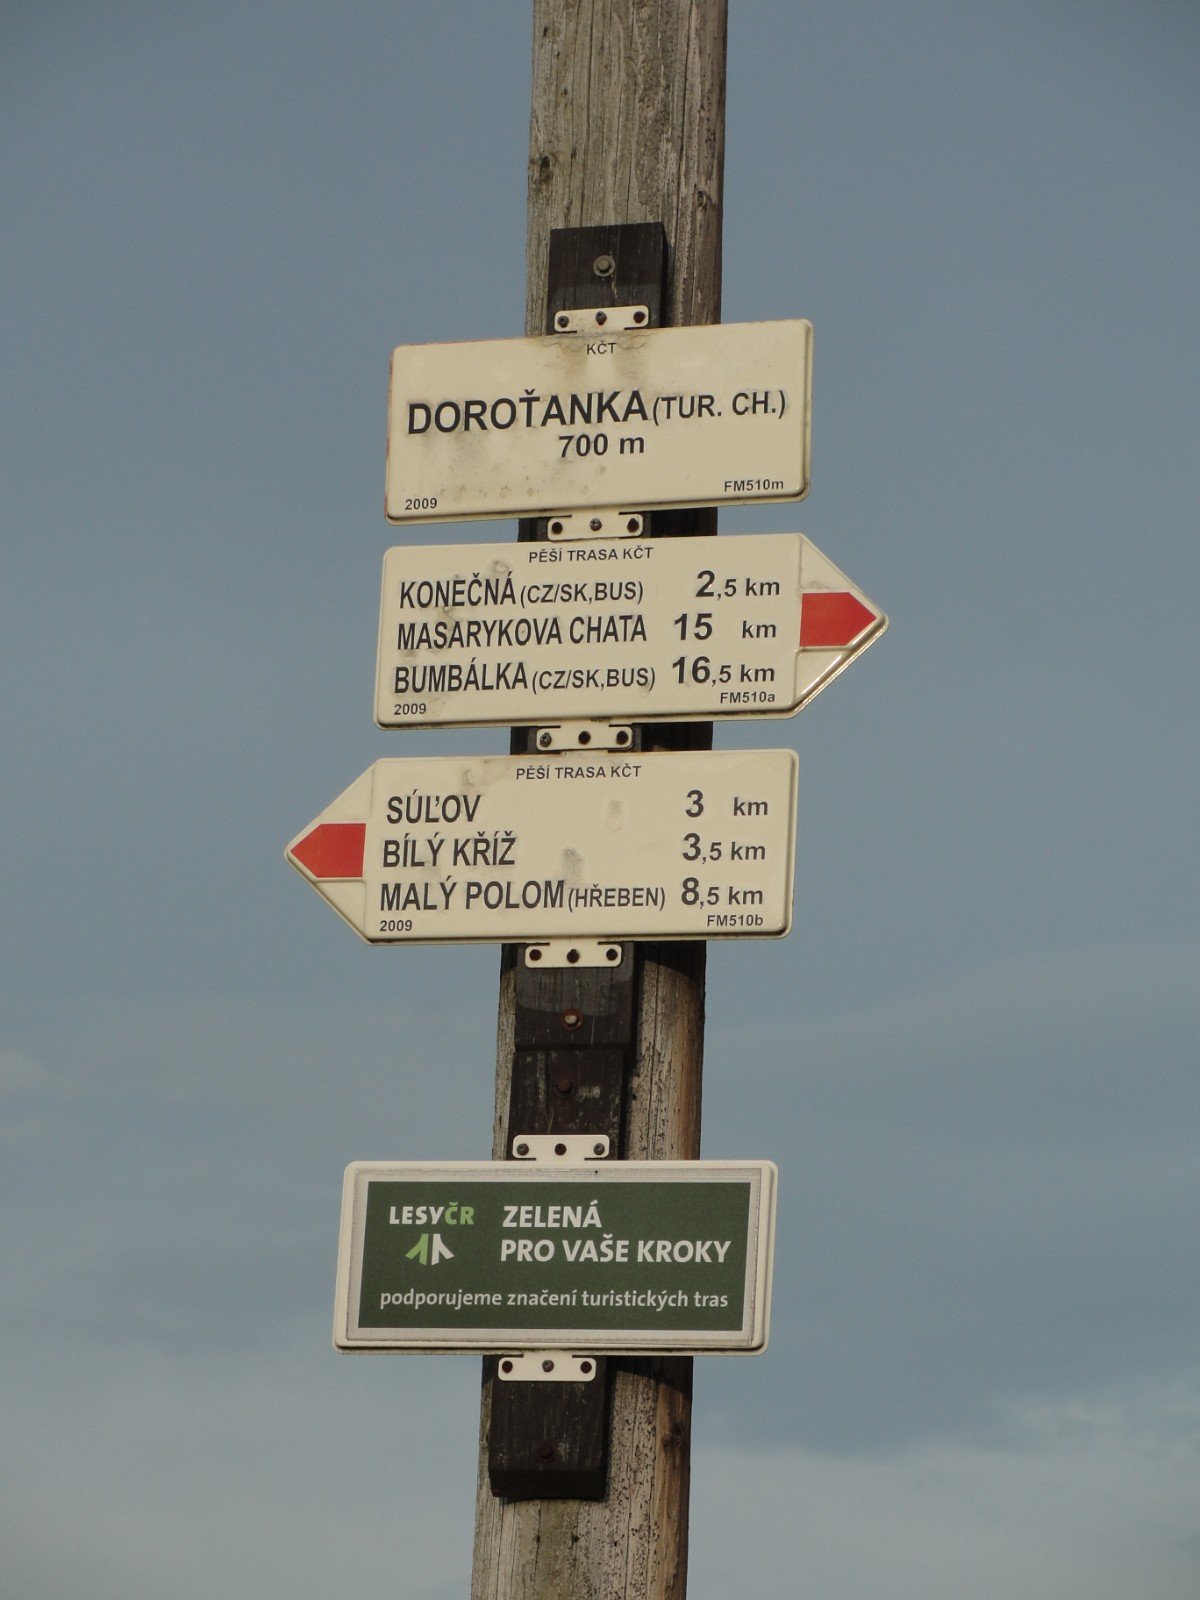 KČT
DOROŤANKA (TUR. CH.)
700 m
2009 FM510m
PĚŠÍ TRASA KČT
KONEČNÁ (CZ/SK,BUS) 2,5 km
MASARYKOVA CHATA 15 km
BUMBÁLKA (CZ/SK,BUS) 16,5 km
2009 FM510a
PĚŠÍ TRASA KČT
SÚĽOV 3 km
BÍLÝ KŘÍŽ 3,5 km
MALÝ POLOM (HŘEBEN) 8,5 km
2009 FM510b
LESYČR ZELENÁ
PRO VAŠE KROKY
podporujeme značení turistických tras